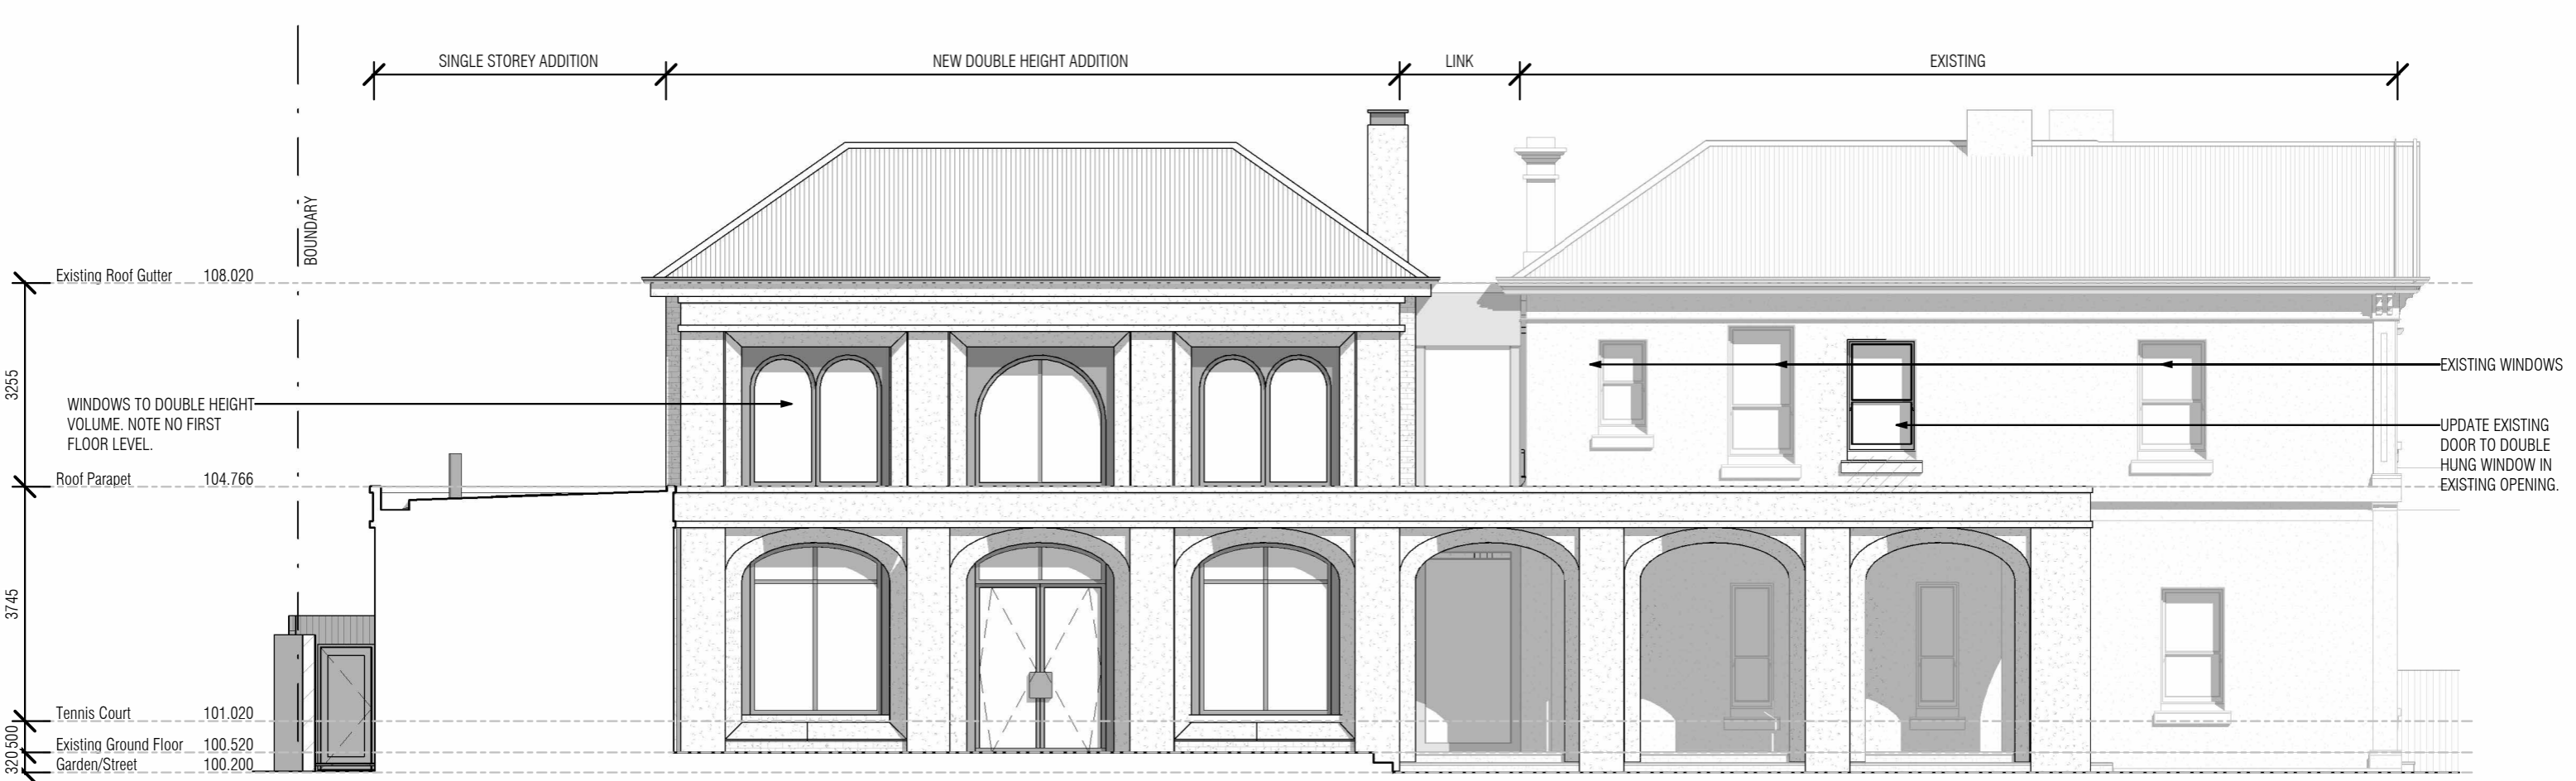 SINGLE STOREY ADDITION
NEW DOUBLE HEIGHT ADDITION
LINK
EXISTING
BOUNDARY
Existing Roof Gutter 108.020
3255
WINDOWS TO DOUBLE HEIGHT
VOLUME. NOTE NO FIRST
FLOOR LEVEL.
EXISTING WINDOWS
UPDATE EXISTING
DOOR TO DOUBLE
HUNG WINDOW IN
EXISTING OPENING.
Roof Parapet 104.766
3745
Tennis Court 101.020
500
Existing Ground Floor 100.520
320
Garden/Street 100.200